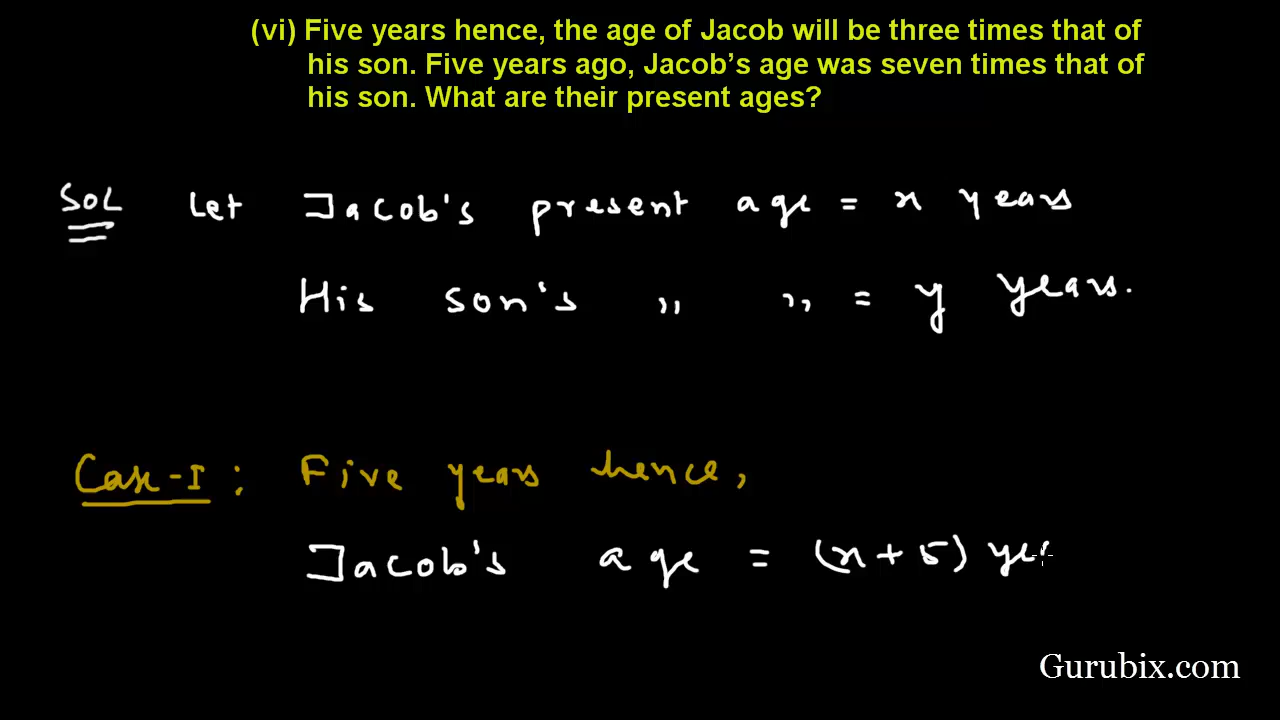 (vi) Five years hence, the age of Jacob will be three times that of
his son. Five years ago, Jacob’s age was seven times that of
his son. What are their present ages?
SOL Let Jacob's present age = x years
His son's ,, ,, = y years.
Case-I : Five years hence,
Jacob's age = (x+5) yea
Gurubix.com